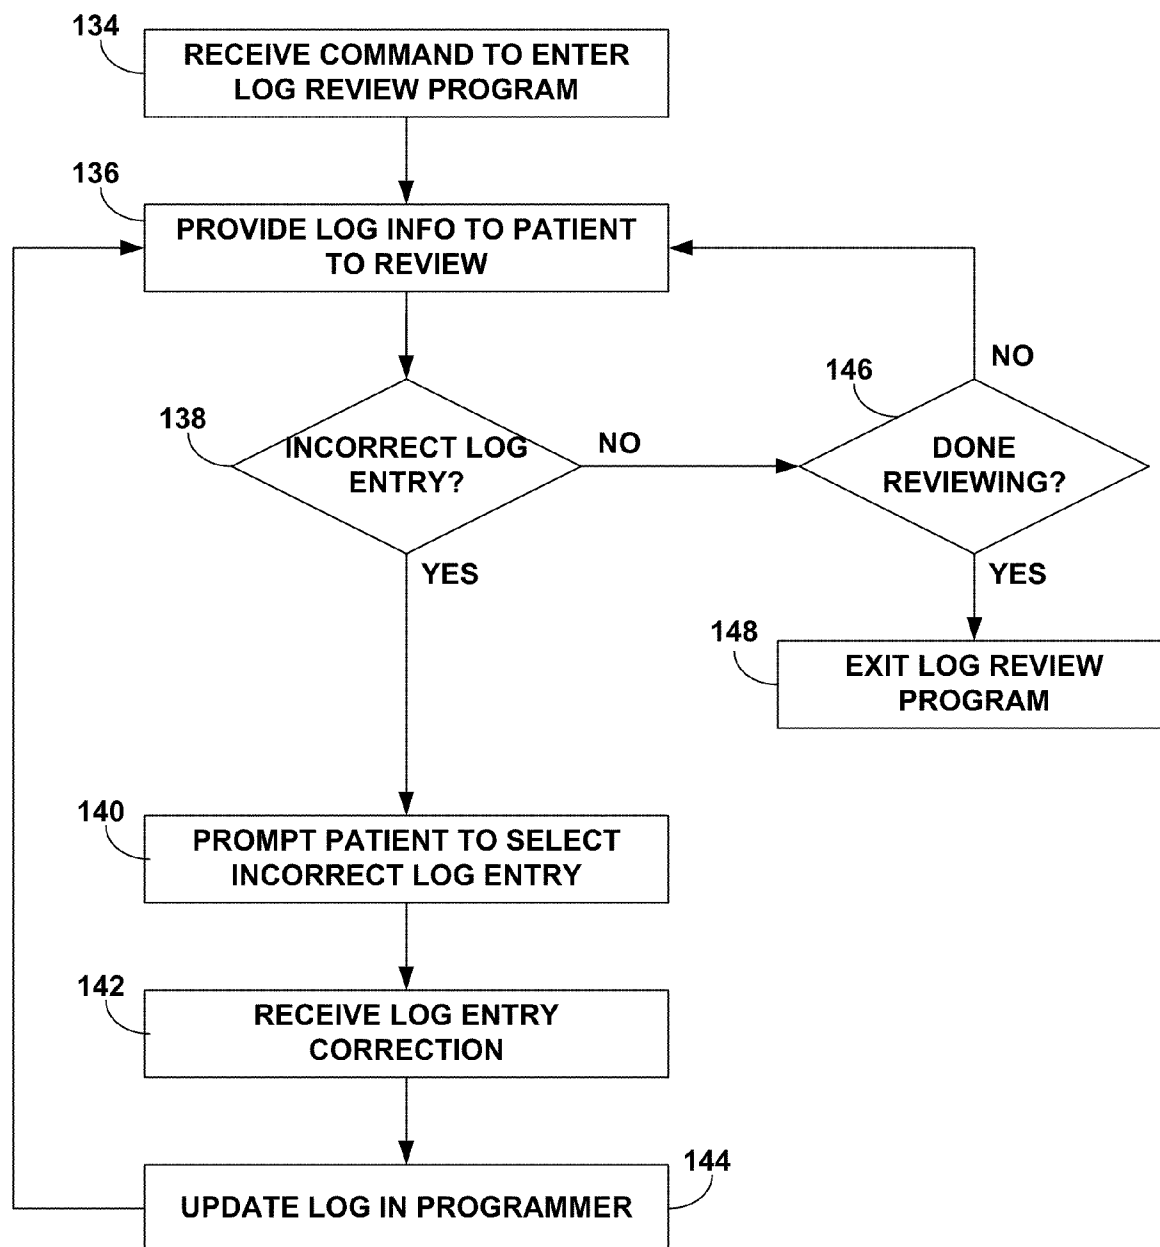 134
RECEIVE COMMAND TO ENTER
LOG REVIEW PROGRAM
136
PROVIDE LOG INFO TO PATIENT
TO REVIEW
138
INCORRECT LOG
ENTRY?
NO
YES
146
NO
DONE
REVIEWING?
YES
148
EXIT LOG REVIEW
PROGRAM
140
PROMPT PATIENT TO SELECT
INCORRECT LOG ENTRY
142
RECEIVE LOG ENTRY
CORRECTION
144
UPDATE LOG IN PROGRAMMER